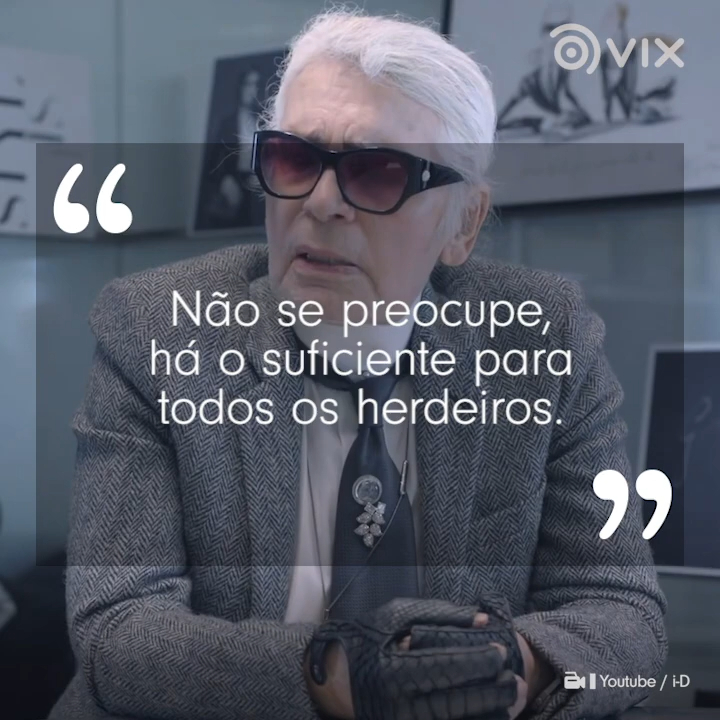 VIX
“
Não se preocupe,
há o suficiente para
todos os herdeiros.
”
Youtube / i-D